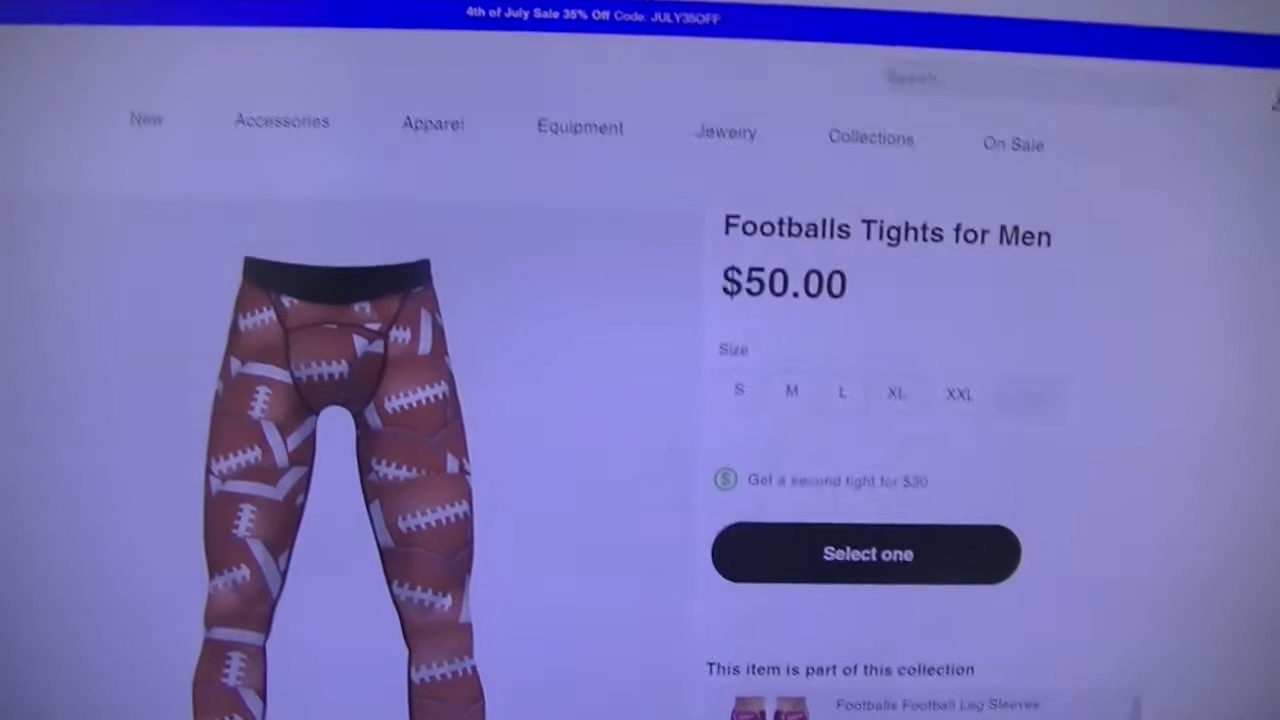 4th of July Sale 35% Off Code: JULY35OFF
Search
New Accessories Apparel Equipment Jewelry Collections On Sale
Footballs Tights for Men
$50.00
Size
S M L XL XXL
$ Get a second tight for $30
Select one
This item is part of this collection
Footballs Football Leg Sleeves